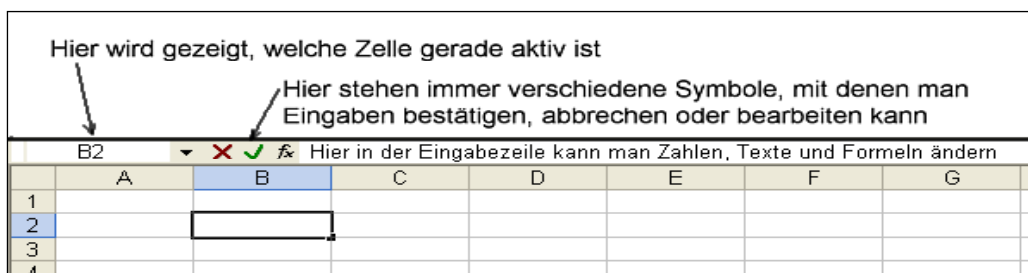 Hier wird gezeigt, welche Zelle gerade aktiv ist
Hier stehen immer verschiedene Symbole, mit denen man
Eingaben bestätigen, abbrechen oder bearbeiten kann
B2 fx Hier in der Eingabezeile kann man Zahlen, Texte und Formeln ändern
A B C D E F G
1
2
3
4